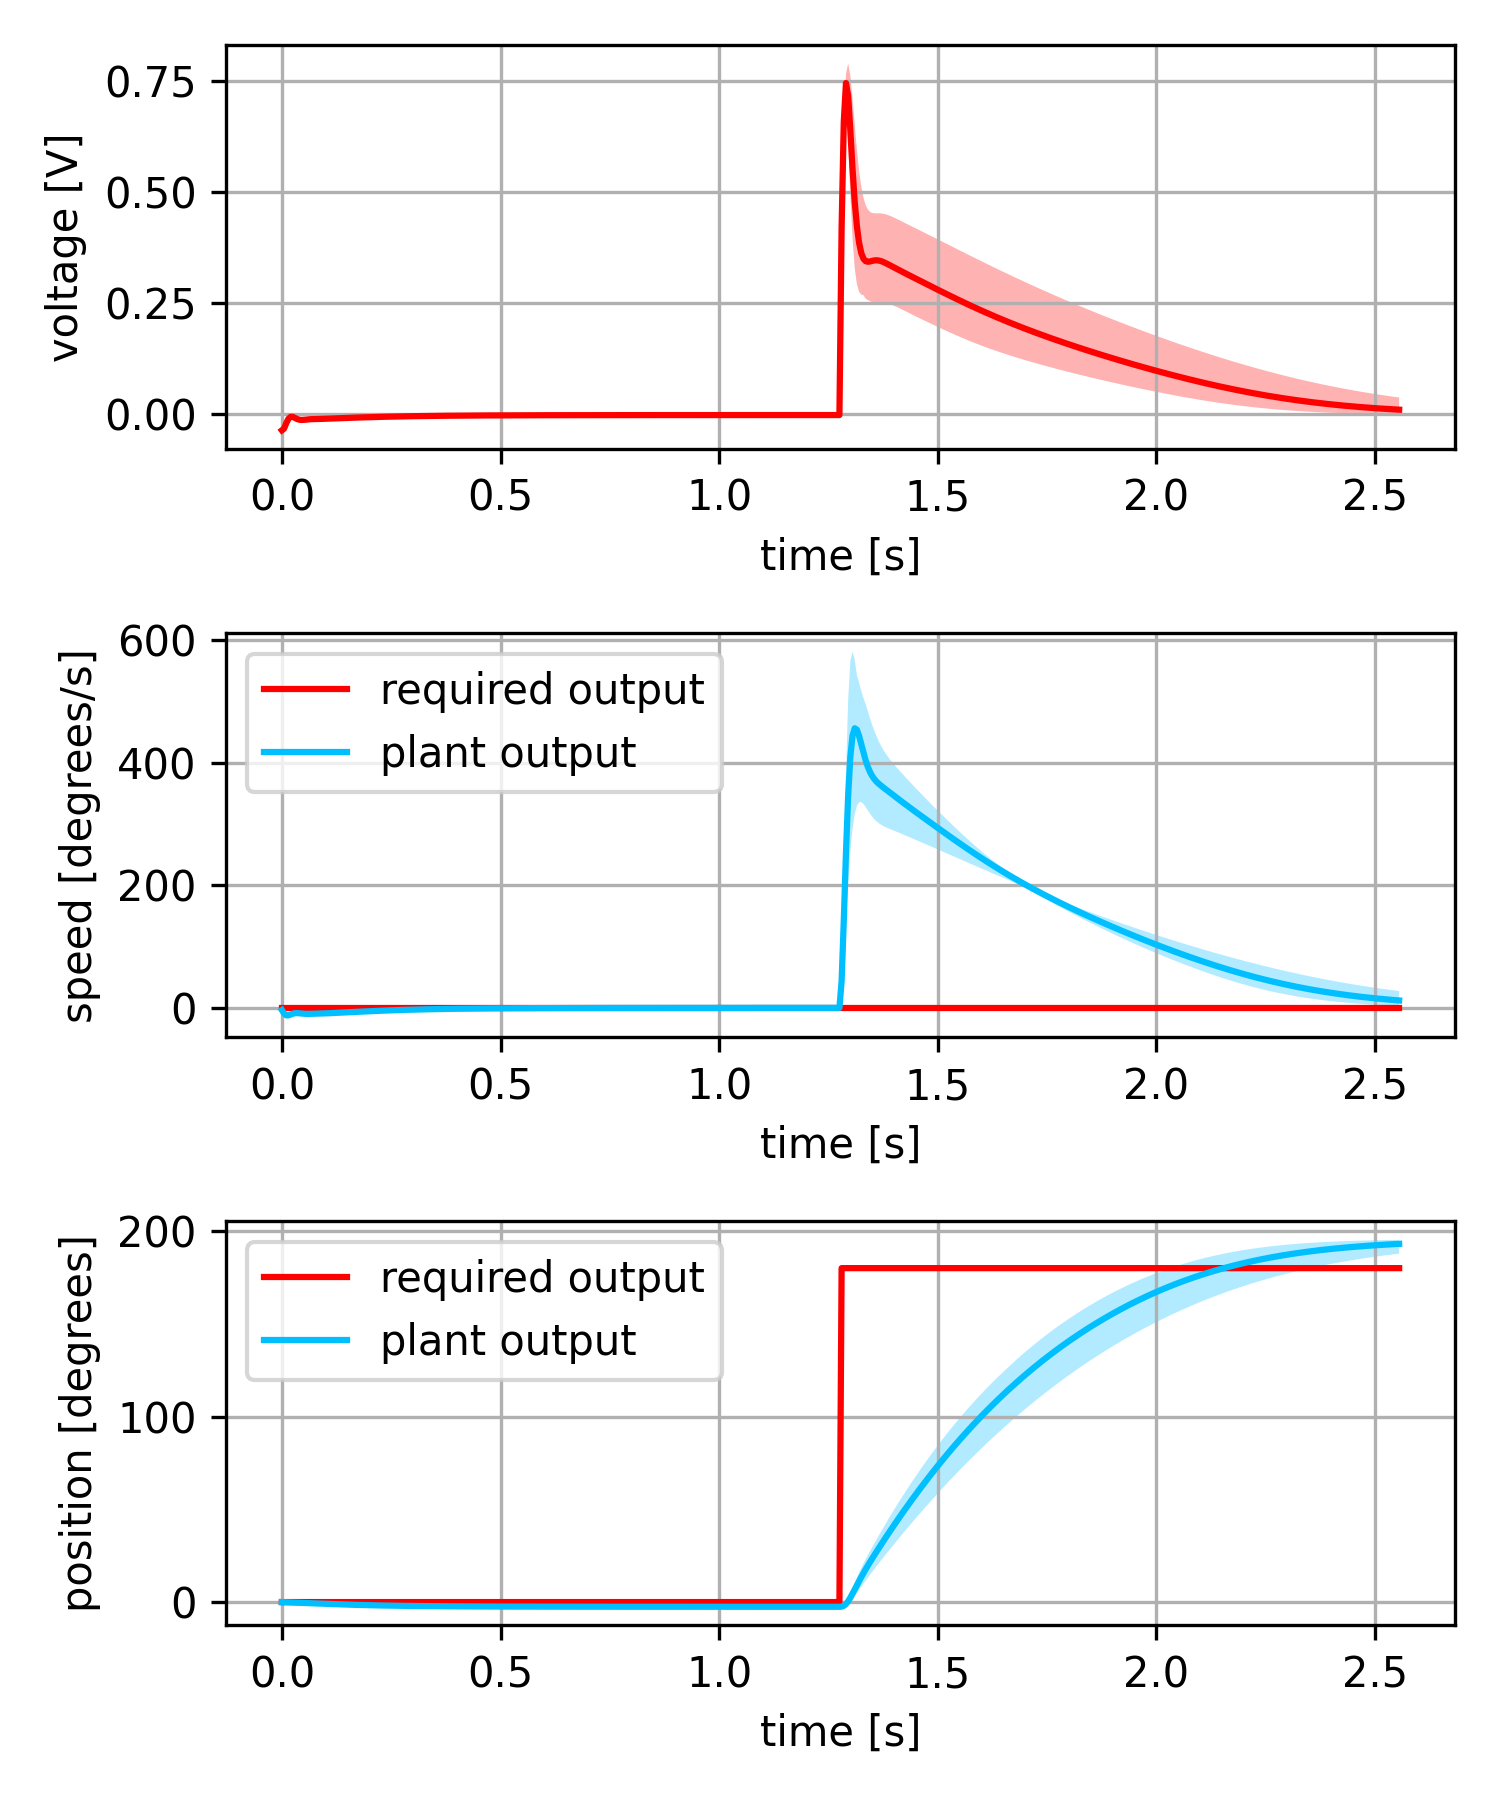 voltage [V]
0.75
0.50
0.25
0.00
0.0 0.5 1.0 1.5 2.0 2.5
time [s]
speed [degrees/s]
600
400
200
0
required output
plant output
0.0 0.5 1.0 1.5 2.0 2.5
time [s]
position [degrees]
200
100
0
required output
plant output
0.0 0.5 1.0 1.5 2.0 2.5
time [s]